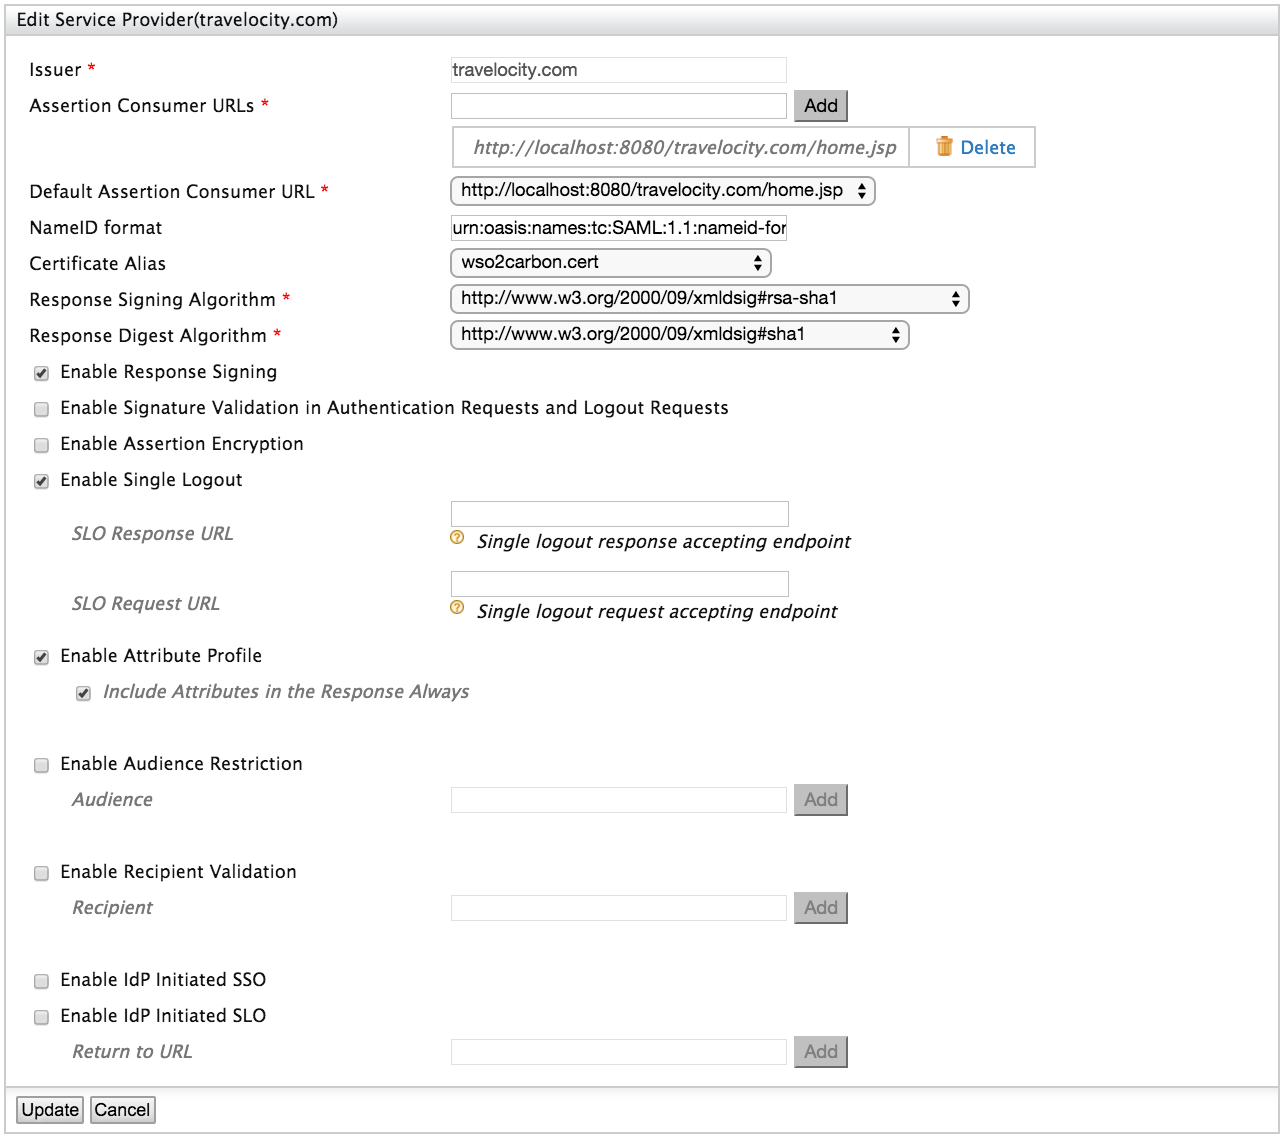 Edit Service Provider(travelocity.com)
Issuer * travelocity.com
Assertion Consumer URLs * Add
http://localhost:8080/travelocity.com/home.jsp Delete
Default Assertion Consumer URL * http://localhost:8080/travelocity.com/home.jsp
NameID format urn:oasis:names:tc:SAML:1.1:nameid-for
Certificate Alias wso2carbon.cert
Response Signing Algorithm * http://www.w3.org/2000/09/xmldsig#rsa-sha1
Response Digest Algorithm * http://www.w3.org/2000/09/xmldsig#sha1
Enable Response Signing
Enable Signature Validation in Authentication Requests and Logout Requests
Enable Assertion Encryption
Enable Single Logout
SLO Response URL
? Single logout response accepting endpoint
SLO Request URL
? Single logout request accepting endpoint
Enable Attribute Profile
Include Attributes in the Response Always
Enable Audience Restriction
Audience Add
Enable Recipient Validation
Recipient Add
Enable IdP Initiated SSO
Enable IdP Initiated SLO
Return to URL Add
Update Cancel